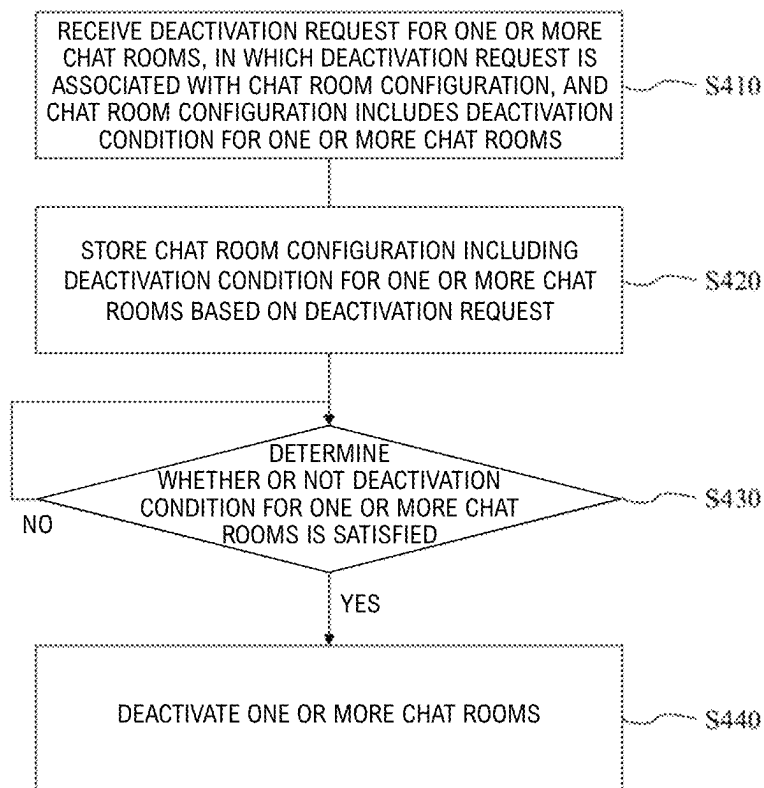 RECEIVE DEACTIVATION REQUEST FOR ONE OR MORE
CHAT ROOMS, IN WHICH DEACTIVATION REQUEST IS
ASSOCIATED WITH CHAT ROOM CONFIGURATION, AND
CHAT ROOM CONFIGURATION INCLUDES DEACTIVATION
CONDITION FOR ONE OR MORE CHAT ROOMS
S410
STORE CHAT ROOM CONFIGURATION INCLUDING
DEACTIVATION CONDITION FOR ONE OR MORE CHAT
ROOMS BASED ON DEACTIVATION REQUEST
S420
DETERMINE
WHETHER OR NOT DEACTIVATION
CONDITION FOR ONE OR MORE CHAT
ROOMS IS SATISFIED
S430
NO
YES
DEACTIVATE ONE OR MORE CHAT ROOMS
S440